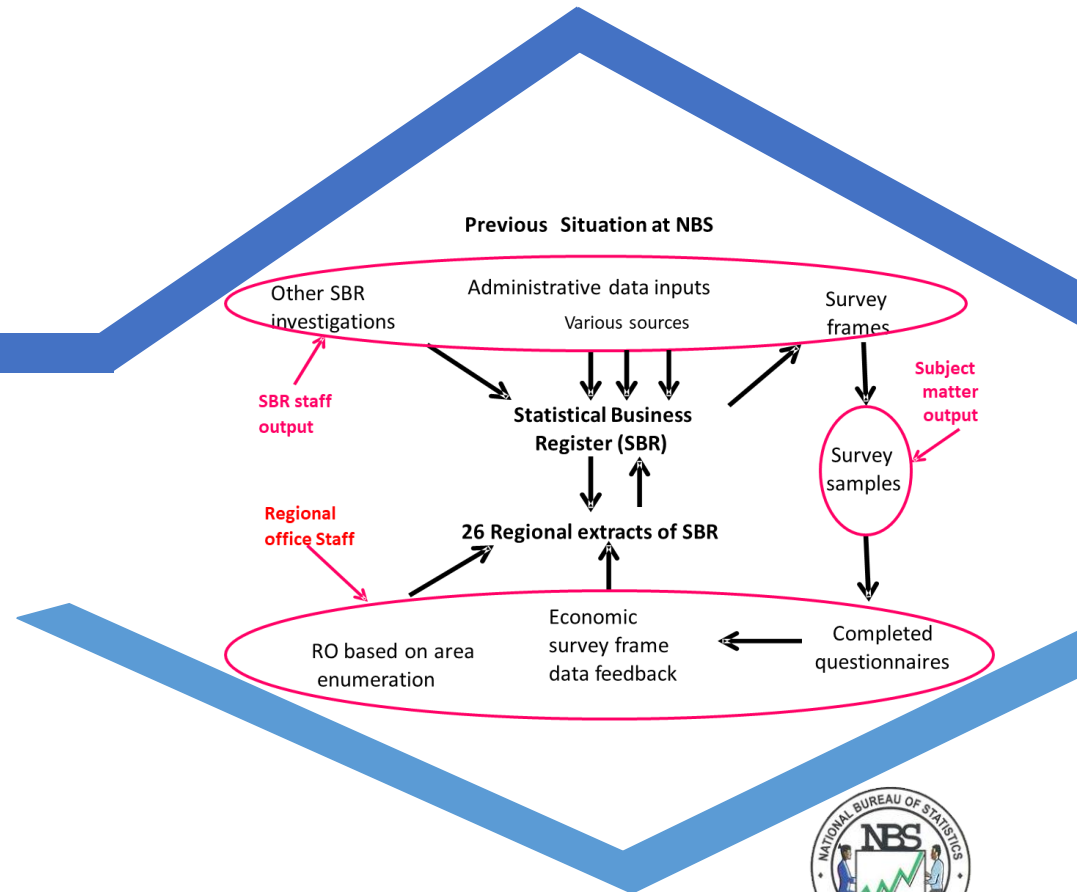 Previous Situation at NBS
Other SBR
investigations
Administrative data inputs
Various sources
Survey
frames
SBR staff
output
Statistical Business
Register (SBR)
Subject
matter
output
Survey
samples
Regional
office Staff
26 Regional extracts of SBR
RO based on area
enumeration
Economic
survey frame
data feedback
Completed
questionnaires
NATIONAL BUREAU OF STATISTICS
NBS